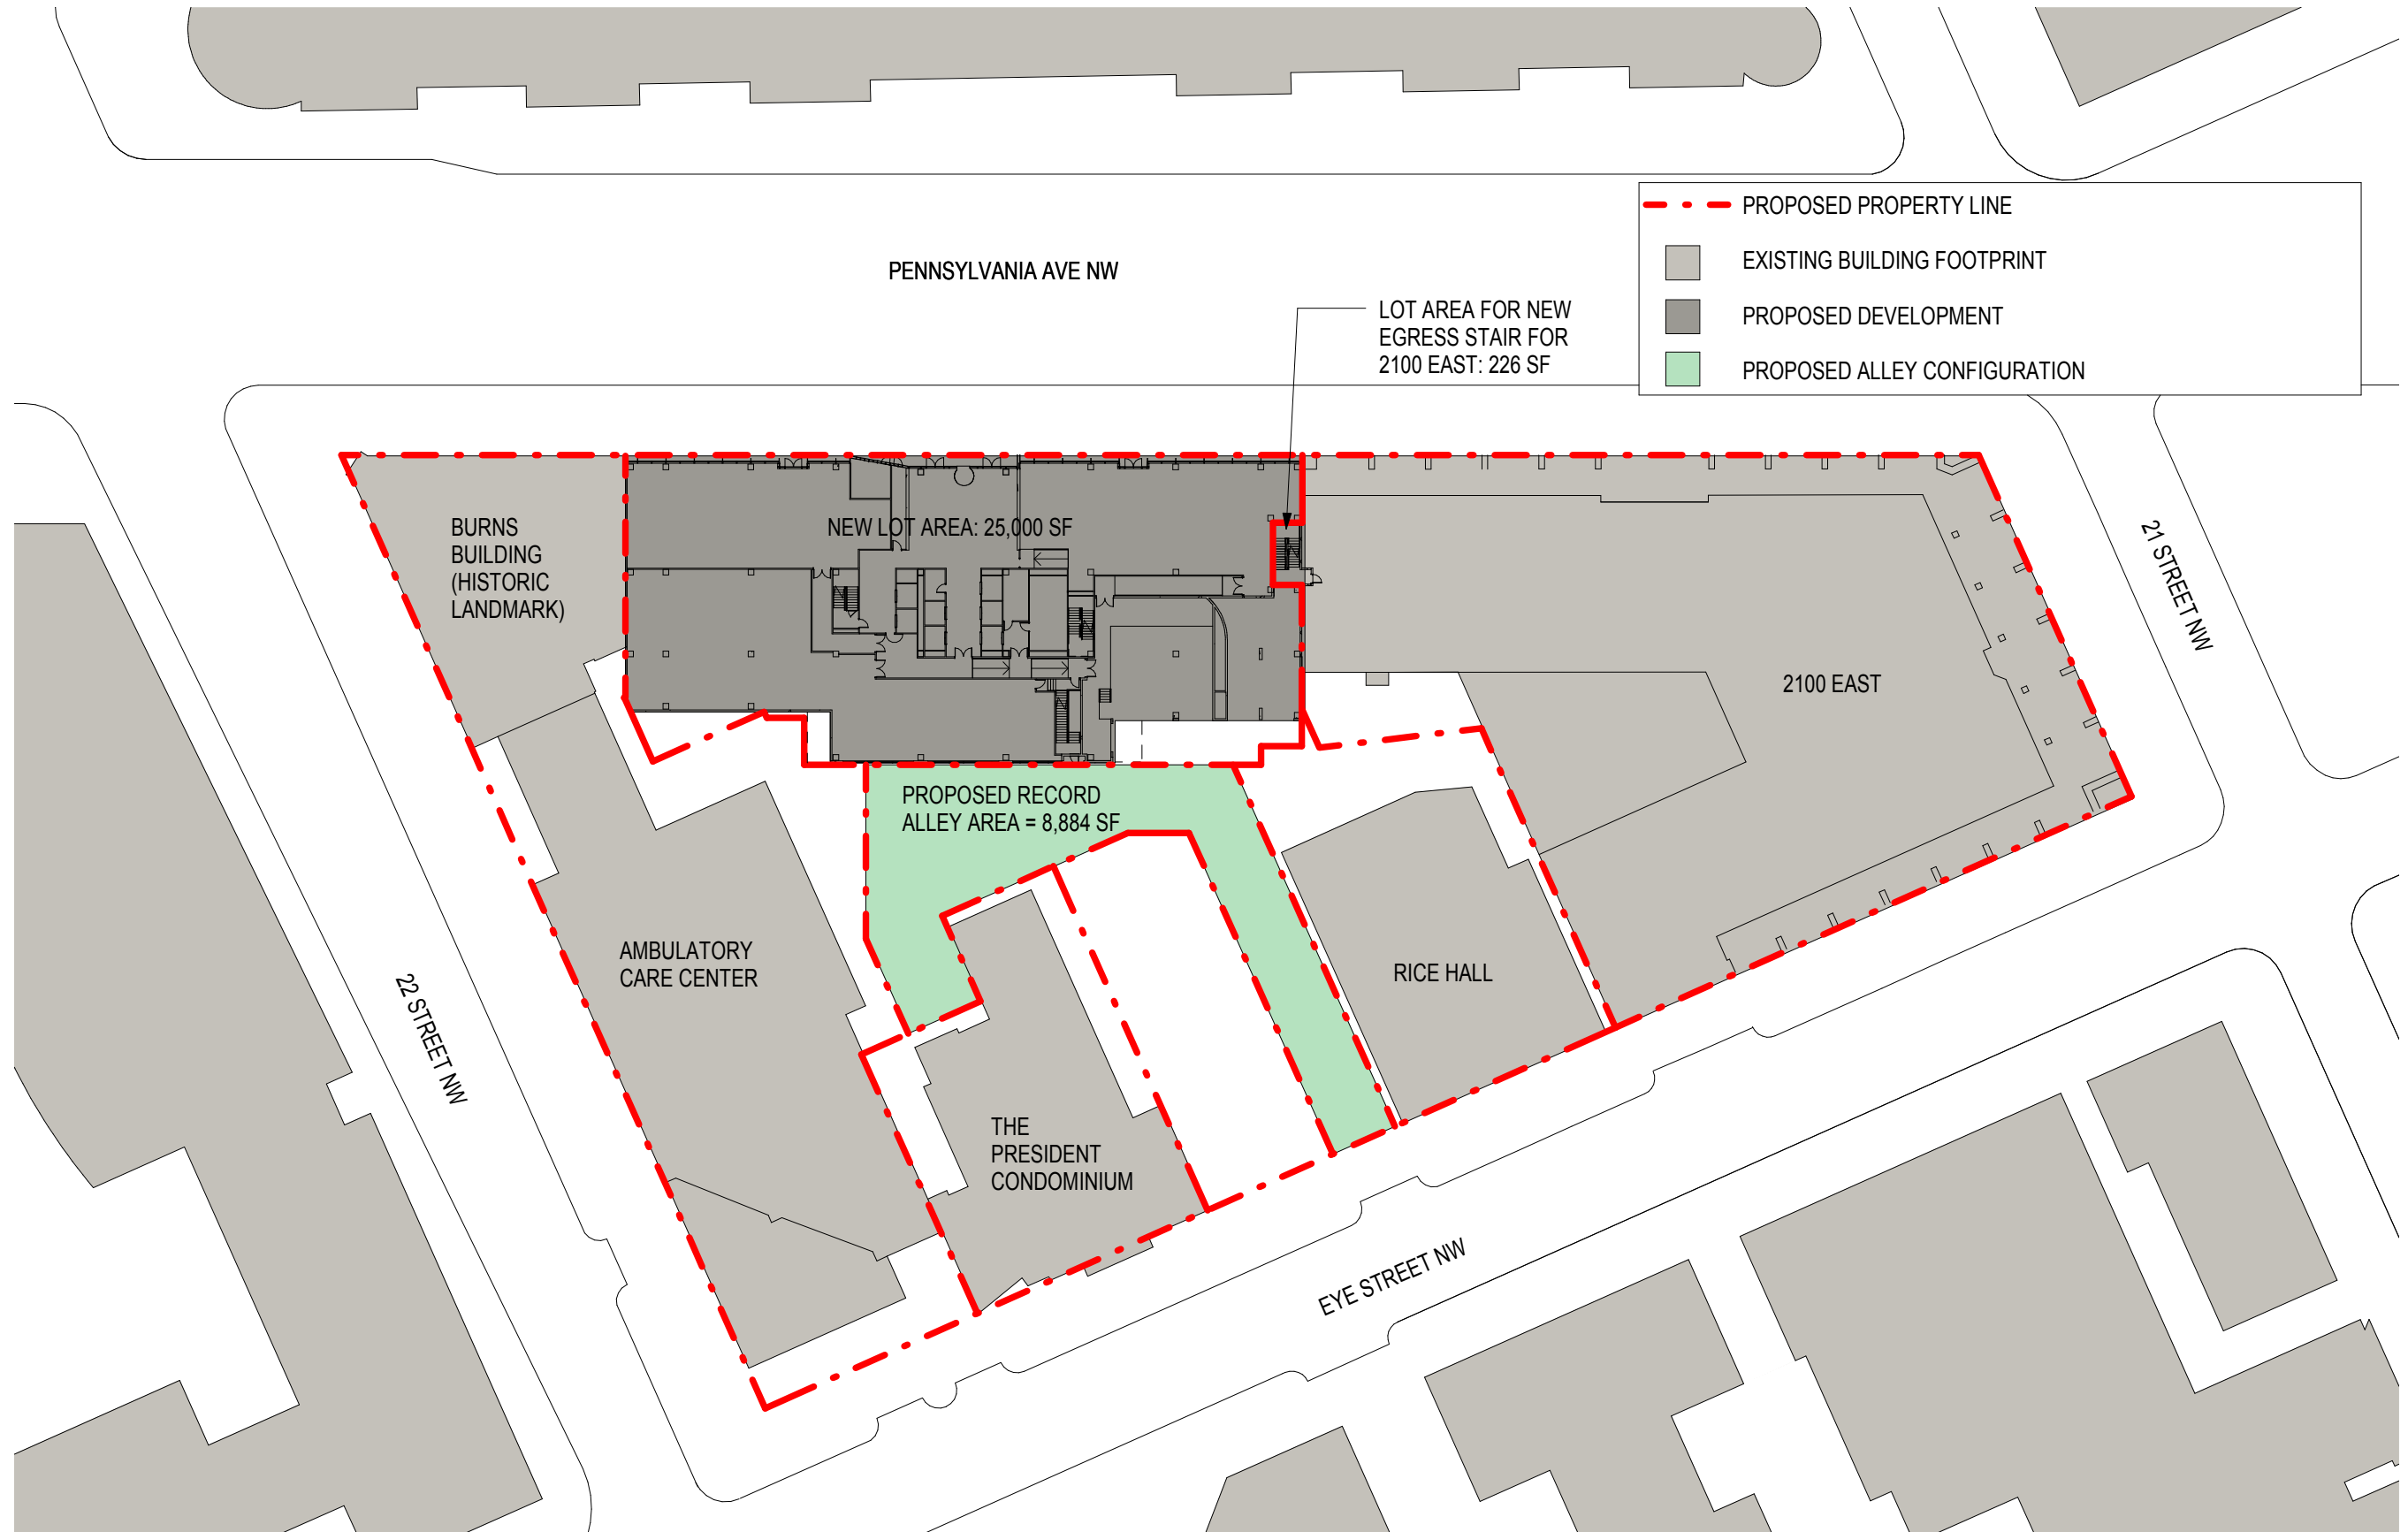 PROPOSED PROPERTY LINE
EXISTING BUILDING FOOTPRINT
PROPOSED DEVELOPMENT
PROPOSED ALLEY CONFIGURATION
PENNSYLVANIA AVE NW
LOT AREA FOR NEW
EGRESS STAIR FOR
2100 EAST: 226 SF
BURNS
BUILDING
(HISTORIC
LANDMARK)
NEW LOT AREA: 25,000 SF
21 STREET NW
2100 EAST
PROPOSED RECORD
ALLEY AREA = 8,884 SF
AMBULATORY
CARE CENTER
RICE HALL
22 STREET NW
THE
PRESIDENT
CONDOMINIUM
EYE STREET NW